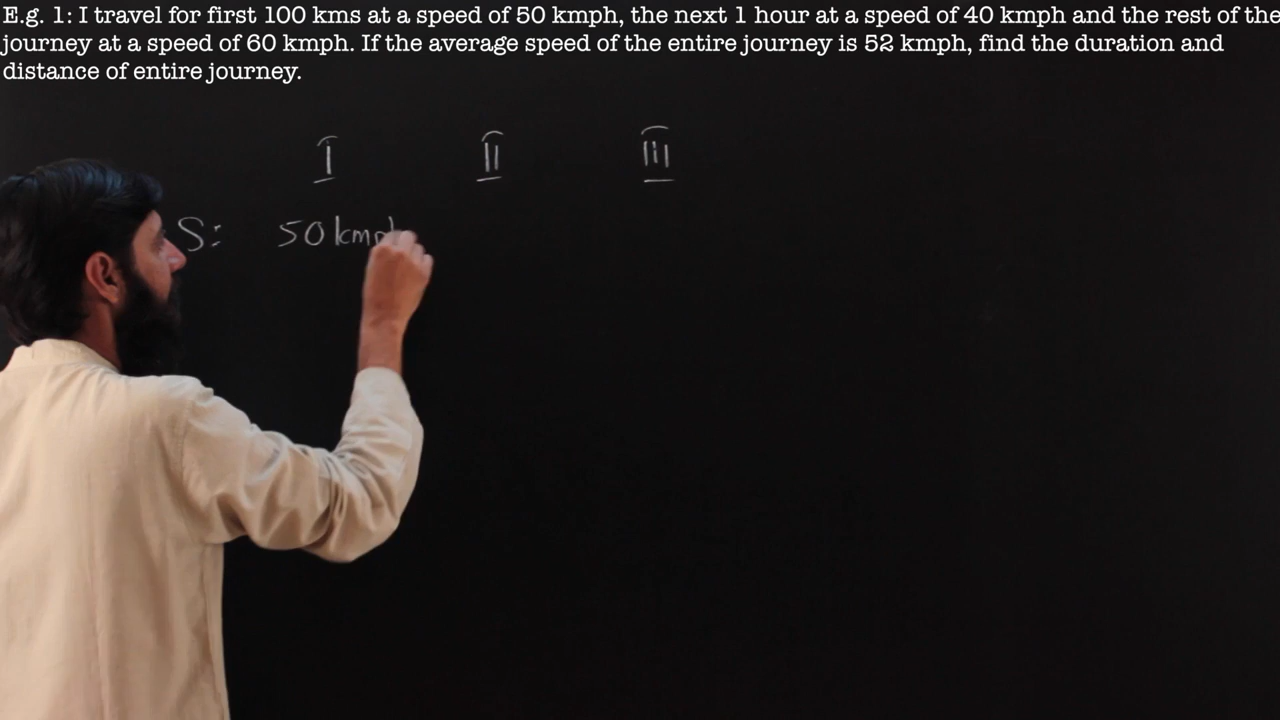 E.g. 1: I travel for first 100 kms at a speed of 50 kmph, the next 1 hour at a speed of 40 kmph and the rest of the
journey at a speed of 60 kmph. If the average speed of the entire journey is 52 kmph, find the duration and
distance of entire journey.
I II III
S: 50 kmph